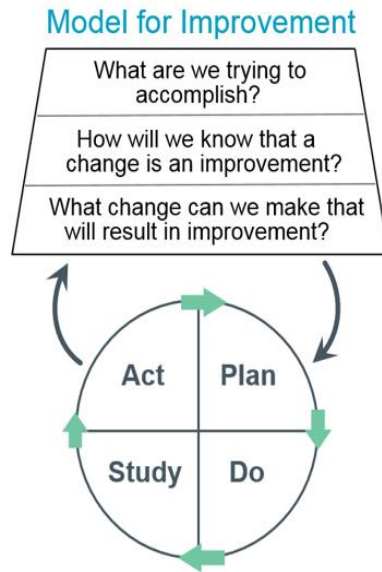 Model for Improvement
What are we trying to
accomplish?
How will we know that a
change is an improvement?
What change can we make that
will result in improvement?
Act
Plan
Study
Do